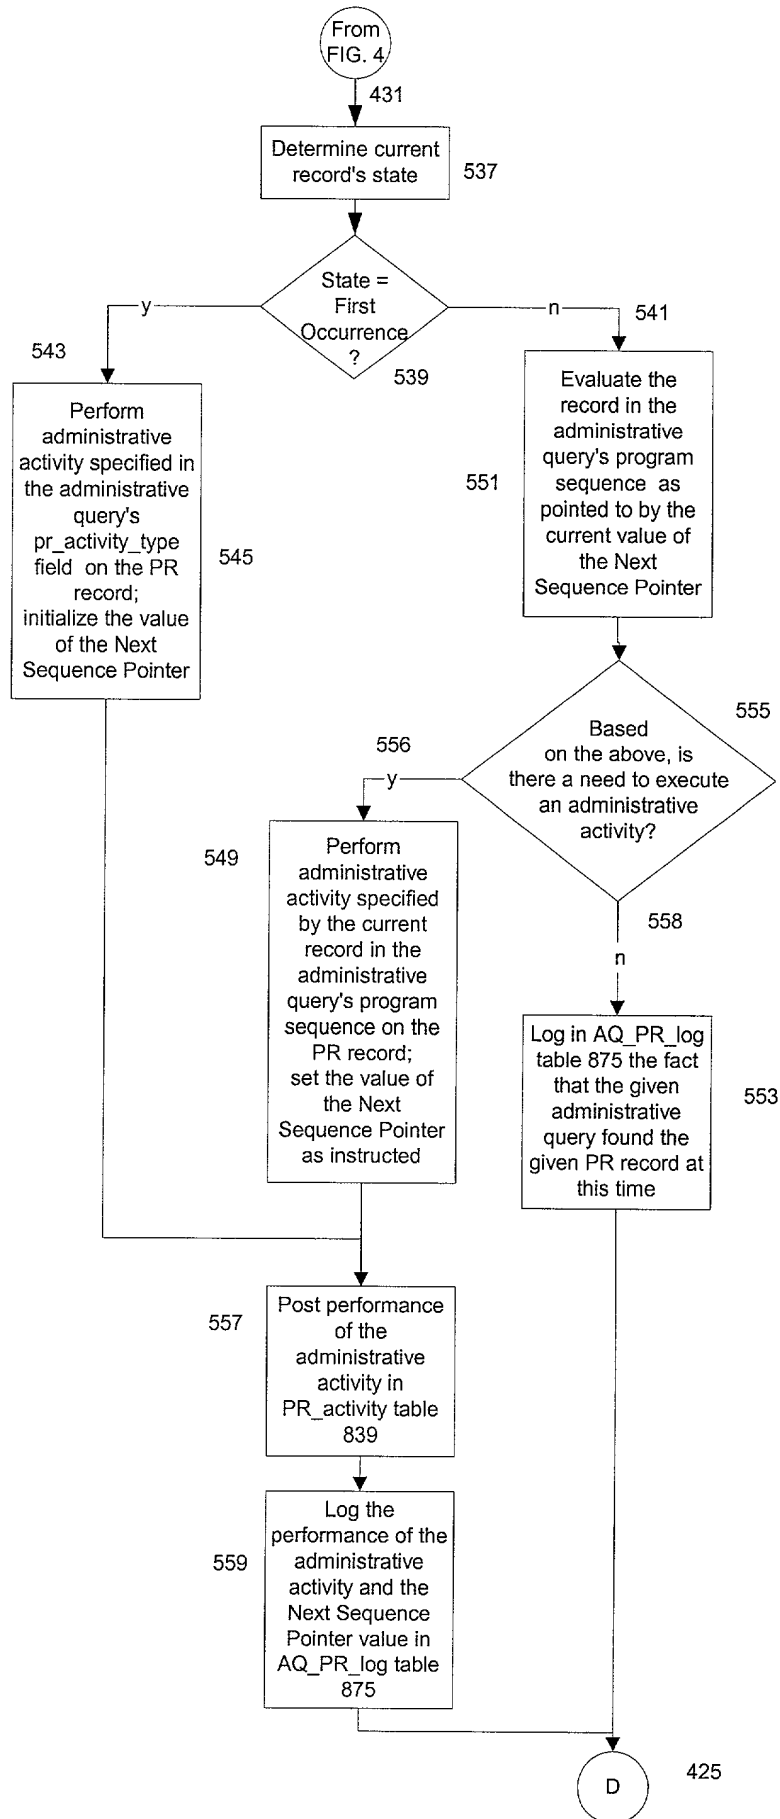 From
FIG. 4
431
Determine current
record's state
537
State =
First
Occurrence
?
539
y
n
541
543
Perform
administrative
activity specified in
the administrative
query's
pr_activity_type
field on the PR
record;
initialize the value
of the Next
Sequence Pointer
545
Evaluate the
record in the
administrative
query's program
sequence as
pointed to by the
current value of
the Next
Sequence Pointer
551
Based
on the above, is
there a need to execute
an administrative
activity?
555
556
y
558
n
Perform
administrative
activity specified
by the current
record in the
administrative
query's program
sequence on the
PR record;
set the value of
the Next
Sequence Pointer
as instructed
549
Log in AQ_PR_log
table 875 the fact
that the given
administrative
query found the
given PR record at
this time
553
Post performance
of the
administrative
activity in
PR_activity table
839
557
Log the
performance of the
administrative
activity and the
Next Sequence
Pointer value in
AQ_PR_log table
875
559
D
425